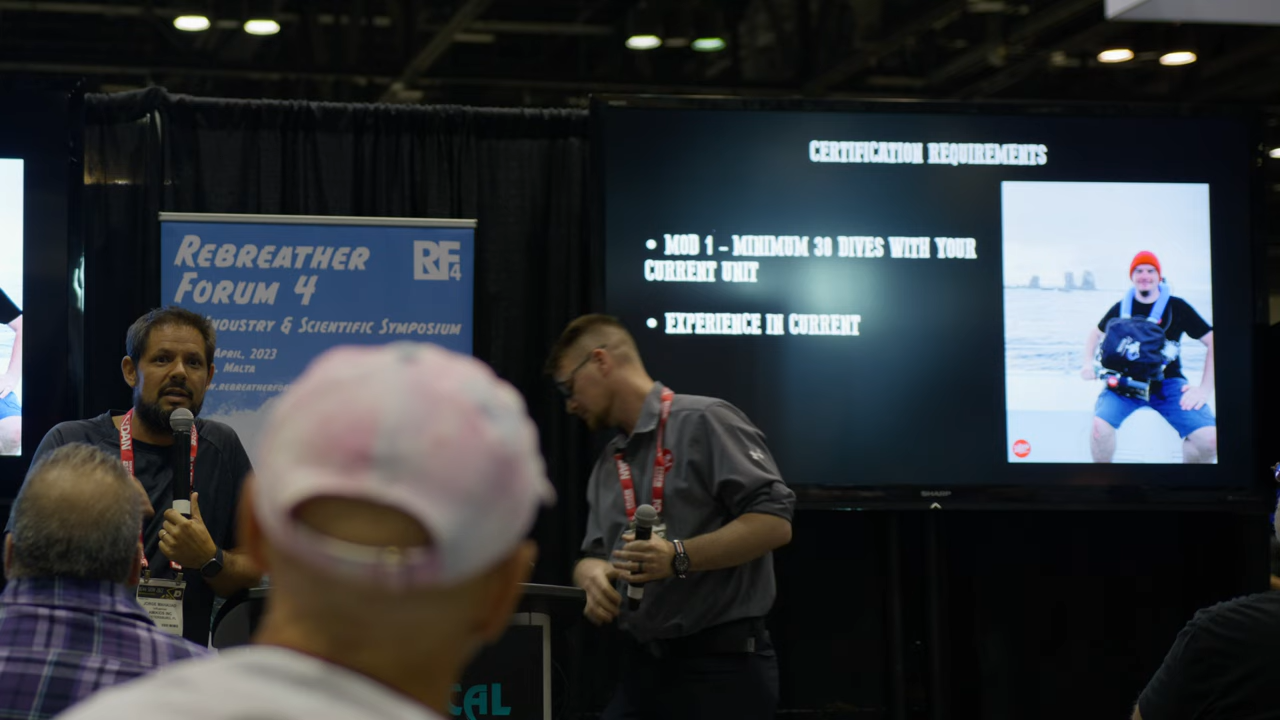 REBREATHER
FORUM 4
RF4
INDUSTRY & SCIENTIFIC SYMPOSIUM
APRIL, 2023
MALTA
CERTIFICATION REQUIREMENTS
• MOD 1 – MINIMUM 30 DIVES WITH YOUR
CURRENT UNIT
• EXPERIENCE IN CURRENT
SHARP
DAN
CAL